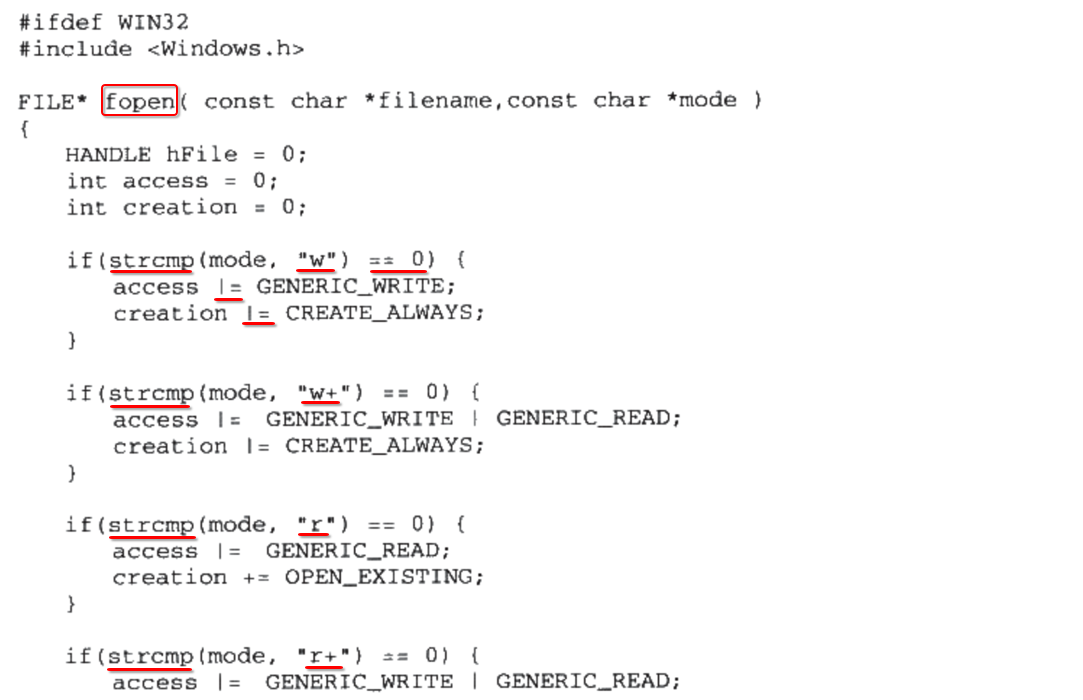 #ifdef WIN32
#include <Windows.h>
FILE* fopen( const char *filename,const char *mode )
{
HANDLE hFile = 0;
int access = 0;
int creation = 0;
if(strcmp(mode, "w") == 0) {
access |= GENERIC_WRITE;
creation |= CREATE_ALWAYS;
}
if(strcmp(mode, "w+") == 0) {
access |= GENERIC_WRITE | GENERIC_READ;
creation |= CREATE_ALWAYS;
}
if(strcmp(mode, "r") == 0) {
access |= GENERIC_READ;
creation += OPEN_EXISTING;
}
if(strcmp(mode, "r+") == 0) {
access |= GENERIC_WRITE | GENERIC_READ;